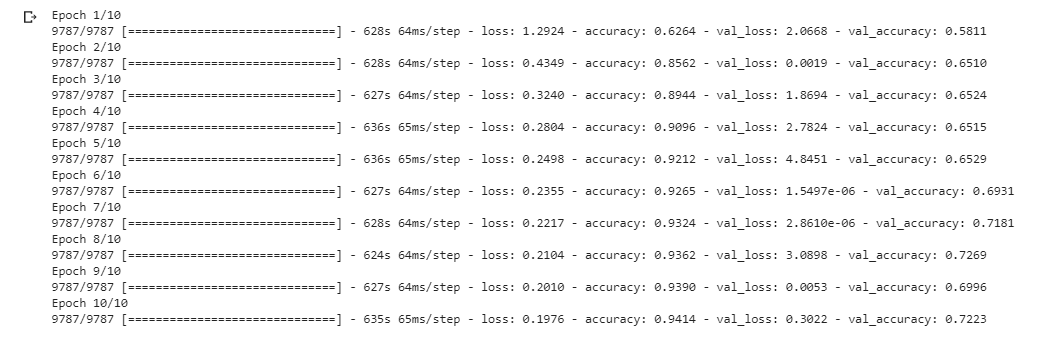 Epoch 1/10
9787/9787 [==============================] - 628s 64ms/step - loss: 1.2924 - accuracy: 0.6264 - val_loss: 2.0668 - val_accuracy: 0.5811
Epoch 2/10
9787/9787 [==============================] - 628s 64ms/step - loss: 0.4349 - accuracy: 0.8562 - val_loss: 0.0019 - val_accuracy: 0.6510
Epoch 3/10
9787/9787 [==============================] - 627s 64ms/step - loss: 0.3240 - accuracy: 0.8944 - val_loss: 1.8694 - val_accuracy: 0.6524
Epoch 4/10
9787/9787 [==============================] - 636s 65ms/step - loss: 0.2804 - accuracy: 0.9096 - val_loss: 2.7824 - val_accuracy: 0.6515
Epoch 5/10
9787/9787 [==============================] - 636s 65ms/step - loss: 0.2498 - accuracy: 0.9212 - val_loss: 4.8451 - val_accuracy: 0.6529
Epoch 6/10
9787/9787 [==============================] - 627s 64ms/step - loss: 0.2355 - accuracy: 0.9265 - val_loss: 1.5497e-06 - val_accuracy: 0.6931
Epoch 7/10
9787/9787 [==============================] - 628s 64ms/step - loss: 0.2217 - accuracy: 0.9324 - val_loss: 2.8610e-06 - val_accuracy: 0.7181
Epoch 8/10
9787/9787 [==============================] - 624s 64ms/step - loss: 0.2104 - accuracy: 0.9362 - val_loss: 3.0898 - val_accuracy: 0.7269
Epoch 9/10
9787/9787 [==============================] - 627s 64ms/step - loss: 0.2010 - accuracy: 0.9390 - val_loss: 0.0053 - val_accuracy: 0.6996
Epoch 10/10
9787/9787 [==============================] - 635s 65ms/step - loss: 0.1976 - accuracy: 0.9414 - val_loss: 0.3022 - val_accuracy: 0.7223